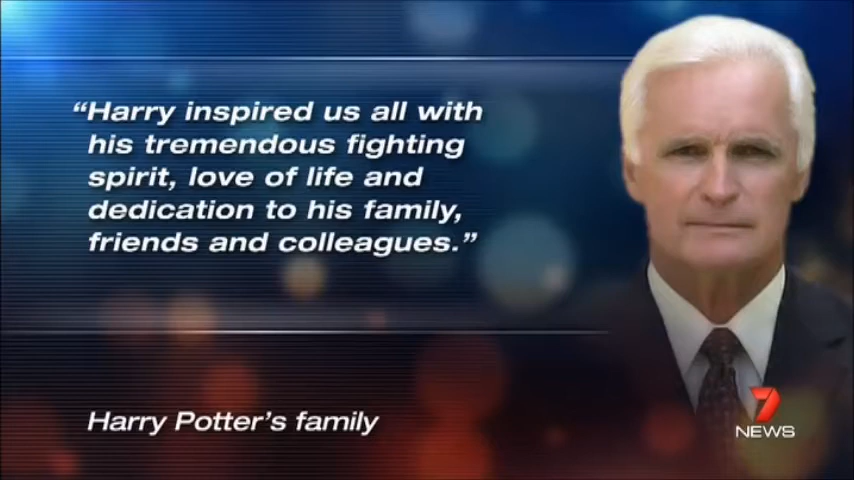 “Harry inspired us all with
his tremendous fighting
spirit, love of life and
dedication to his family,
friends and colleagues.”
Harry Potter’s family
7
NEWS